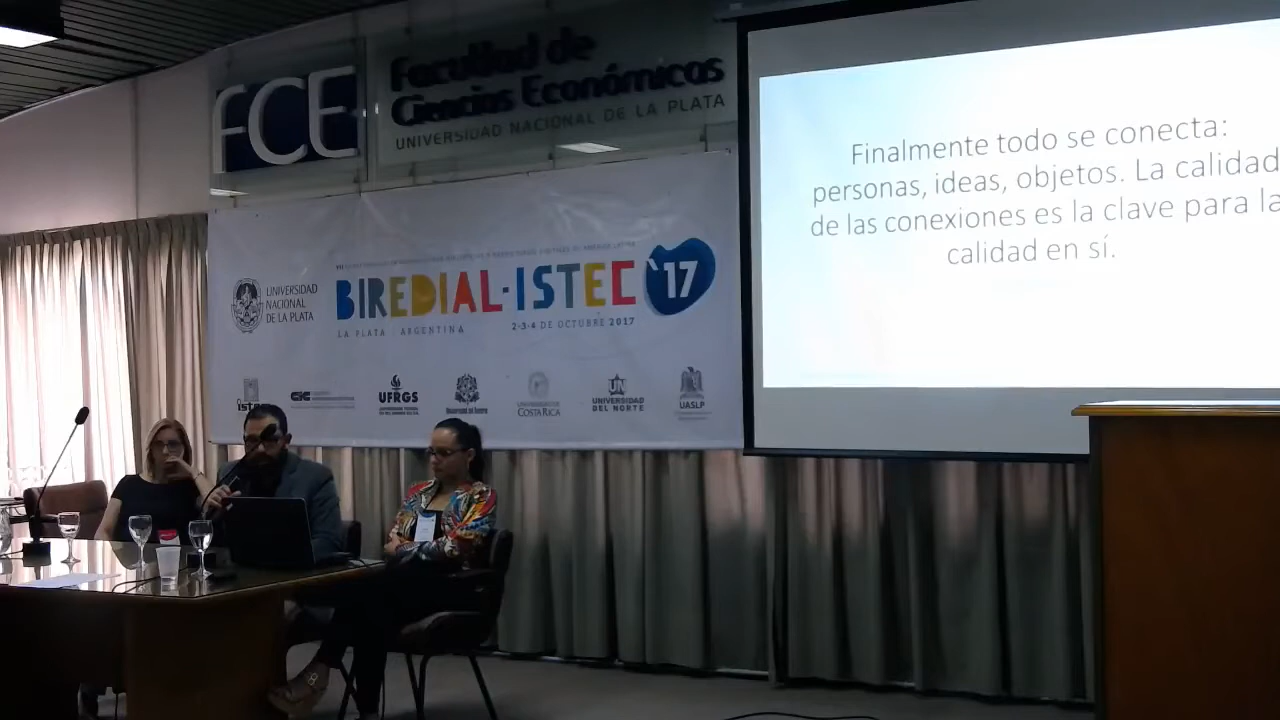 FCE
Facultad de
Ciencias Económicas
UNIVERSIDAD NACIONAL DE LA PLATA
Finalmente todo se conecta:
personas, ideas, objetos. La calidad
de las conexiones es la clave para la
calidad en sí.
UNIVERSIDAD
NACIONAL
DE LA PLATA
BIREDIAL-ISTEC '17
LA PLATA ARGENTINA
2-3-4 DE OCTUBRE 2017
istec
UFRGS
COSTA RICA
UN
UNIVERSIDAD
DEL NORTE
UASLP